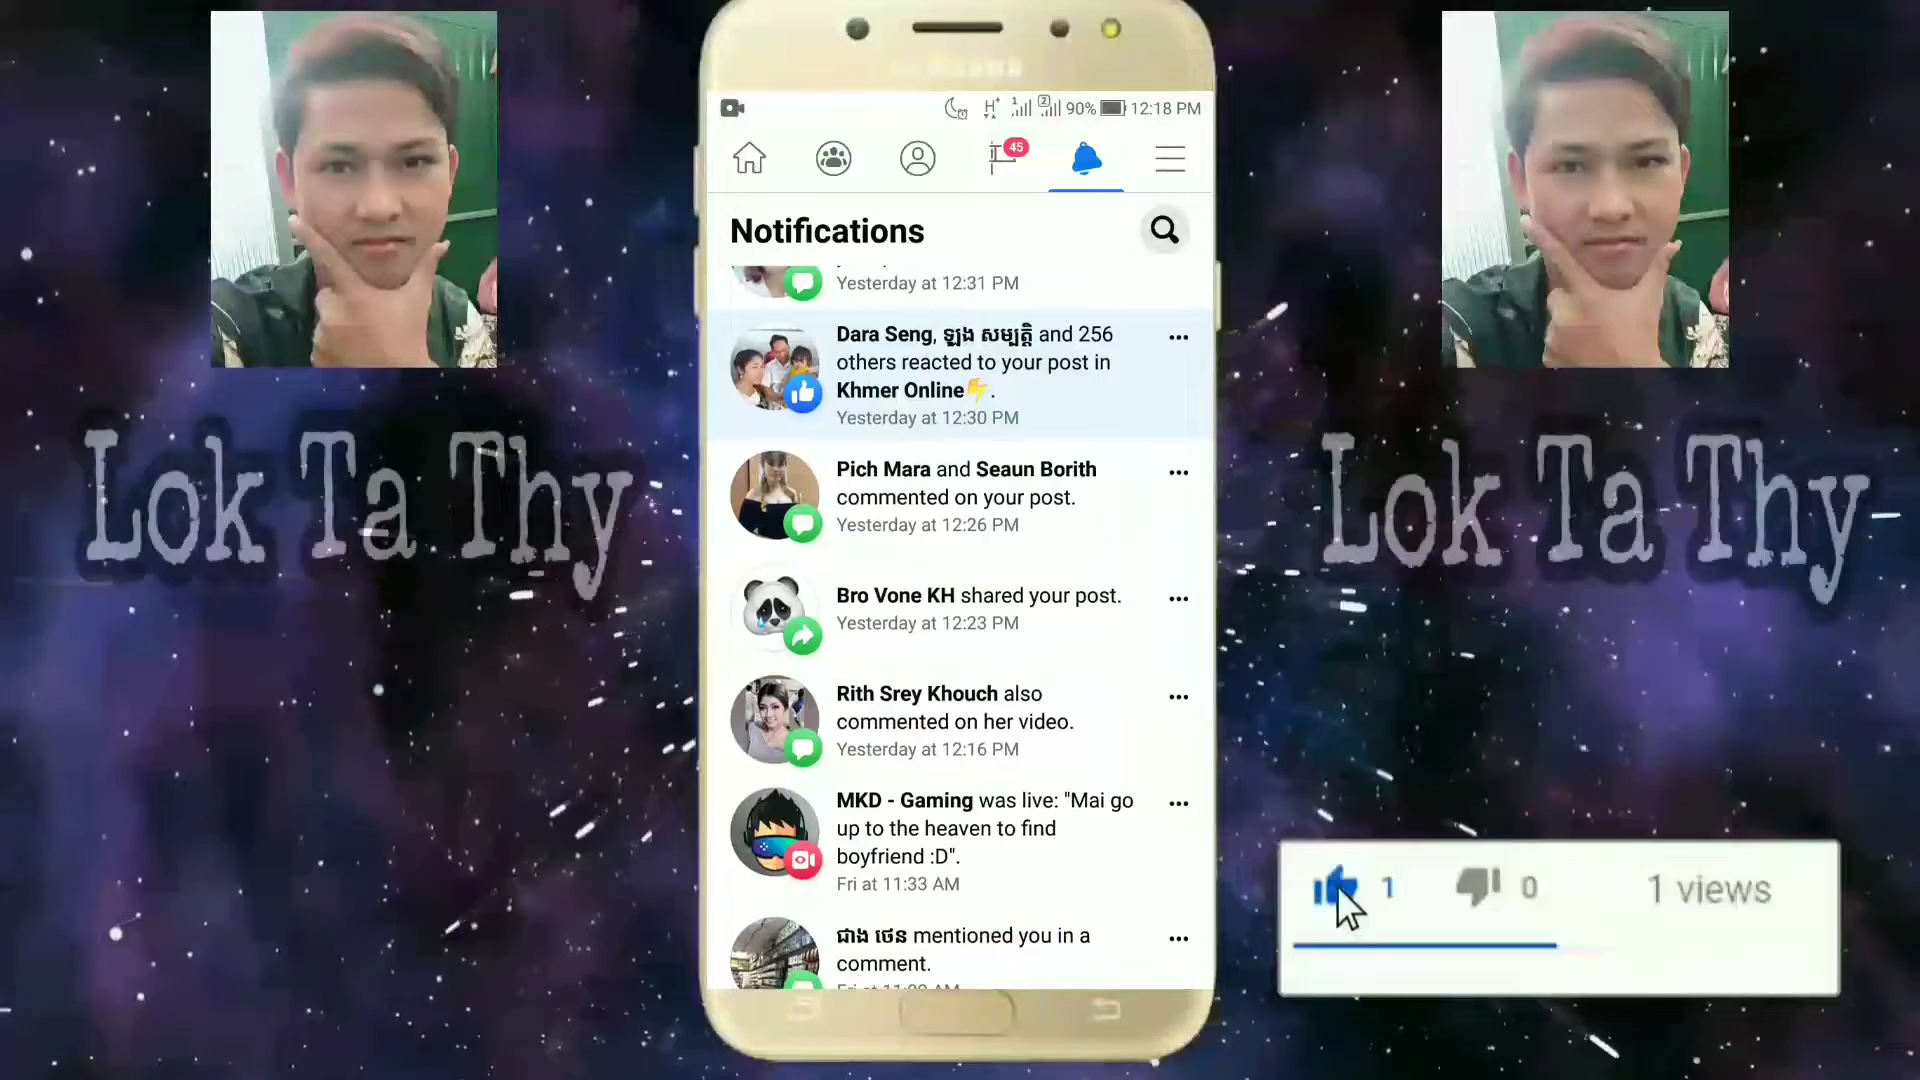 SAMSUNG
H+ 1 2 90% 12:18 PM
45
Notifications
Yesterday at 12:31 PM
Dara Seng, ឡុង សម្បត្តិ and 256
others reacted to your post in
Khmer Online⚡.
Yesterday at 12:30 PM
Pich Mara and Seaun Borith
commented on your post.
Yesterday at 12:26 PM
Bro Vone KH shared your post.
Yesterday at 12:23 PM
Rith Srey Khouch also
commented on her video.
Yesterday at 12:16 PM
MKD - Gaming was live: "Mai go
up to the heaven to find
boyfriend :D".
Fri at 11:33 AM
ជាង ថេន mentioned you in a
comment.
Lok Ta Thy
Lok Ta Thy
1 0 1 views